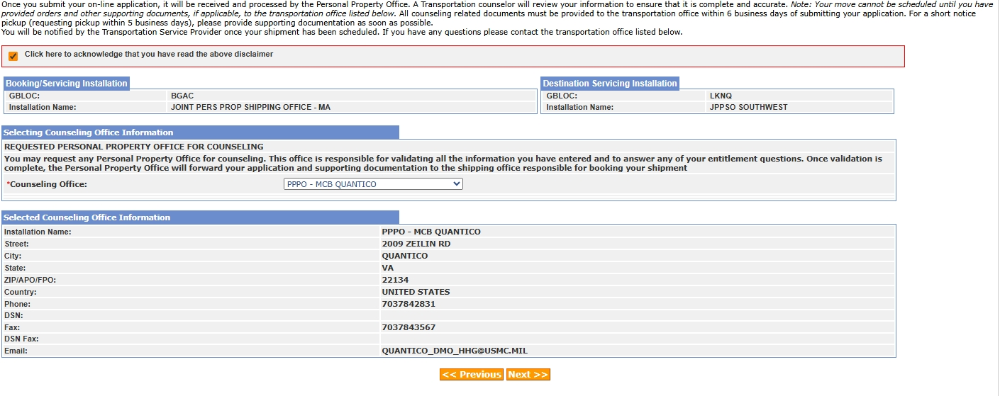 Once you submit your on-line application, it will be received and processed by the Personal Property Office. A Transportation counselor will review your information to ensure that it is complete and accurate. Note: Your move cannot be scheduled until you have
provided orders and other supporting documents, if applicable, to the transportation office listed below. All counseling related documents must be provided to the transportation office within 6 business days of submitting your application. For a short notice
pickup (requesting pickup within 5 business days), please provide supporting documentation as soon as possible.
You will be notified by the Transportation Service Provider once your shipment has been scheduled. If you have any questions please contact the transportation office listed below.
Click here to acknowledge that you have read the above disclaimer
Booking/Servicing Installation
GBLOC: BGAC
Installation Name: JOINT PERS PROP SHIPPING OFFICE - MA
Destination Servicing Installation
GBLOC: LKNQ
Installation Name: JPPSO SOUTHWEST
Selecting Counseling Office Information
REQUESTED PERSONAL PROPERTY OFFICE FOR COUNSELING
You may request any Personal Property Office for counseling. This office is responsible for validating all the information you have entered and to answer any of your entitlement questions. Once validation is
complete, the Personal Property Office will forward your application and supporting documentation to the shipping office responsible for booking your shipment
*Counseling Office: PPPO - MCB QUANTICO
Selected Counseling Office Information
Installation Name: PPPO - MCB QUANTICO
Street: 2009 ZEILIN RD
City: QUANTICO
State: VA
ZIP/APO/FPO: 22134
Country: UNITED STATES
Phone: 7037842831
DSN:
Fax: 7037843567
DSN Fax:
Email: QUANTICO_DMO_HHG@USMC.MIL
<< Previous Next >>